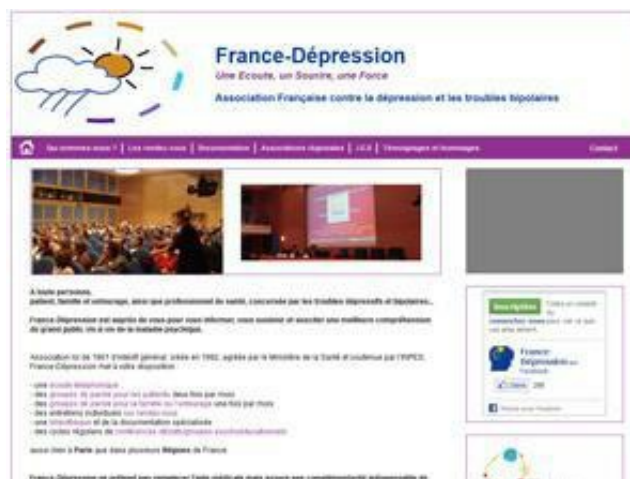 France-Dépression
Une Ecoute, un Sourire, une Force
Association Française contre la dépression et les troubles bipolaires
Qui sommes-nous ? | Les rendez-vous | Documentation | Associations régionales | | Témoignages et hommages
Contact
A toute personne,
patient, famille et entourage, ainsi que professionnel de santé, concernée par les troubles dépressifs et bipolaires...
France-Dépression est auprès de vous pour vous informer, vous soutenir et susciter une meilleure compréhension
du grand public vis à vis de la maladie psychique.
Association loi de 1901 d'intérêt général, créée en 1992, agréée par le Ministère de la Santé et soutenue par l'INPES,
France-Dépression met à votre disposition
- une écoute téléphonique
- des groupes de parole pour les patients deux fois par mois
- des groupes de parole pour la famille ou l'entourage une fois par mois
- des entretiens individuels sur rendez-vous
- une bibliothèque et de la documentation spécialisée
- des cycles réguliers de conférences
aussi bien à Paris que dans plusieurs Régions de France.
Inscription
France-
Dépression
Facebook